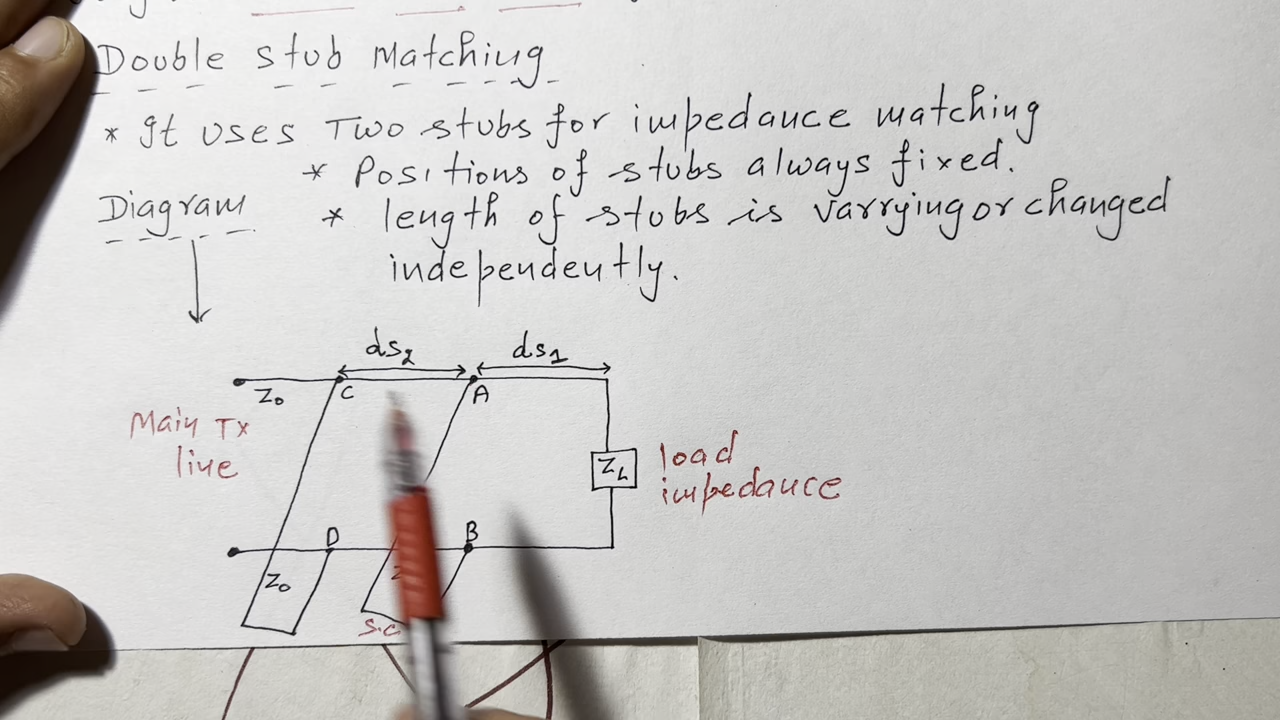 Double stub Matching
* It uses Two stubs for impedance matching
* Positions of stubs always fixed.
Diagram
* length of stubs is varrying or changed
independently.
ds2 ds1
Z0 C A
Main Tx
line
ZL
load
impedance
D B
Z0
S.C